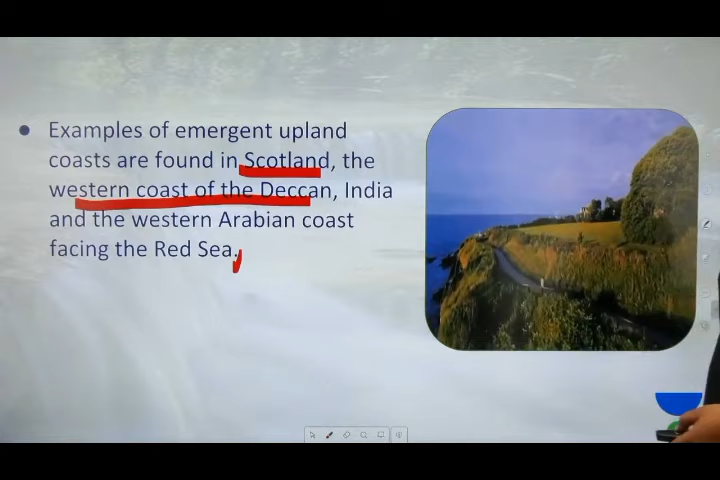 Examples of emergent upland
coasts are found in Scotland, the
western coast of the Deccan, India
and the western Arabian coast
facing the Red Sea.